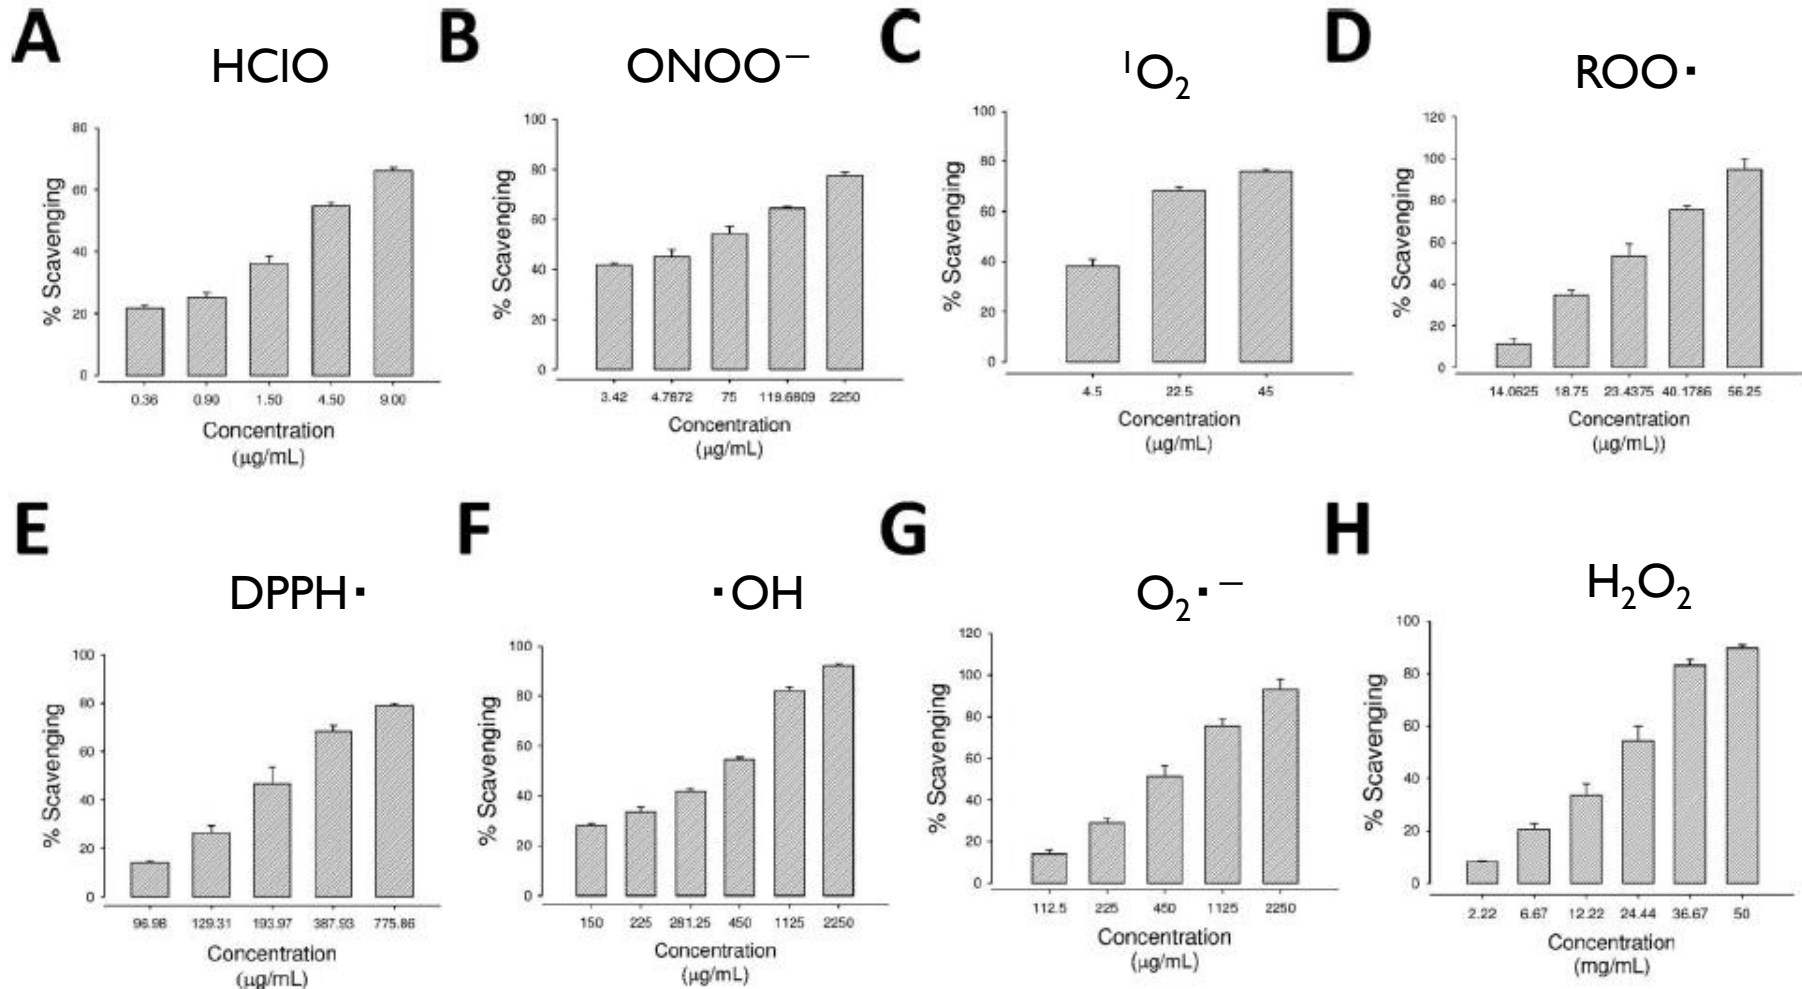 A
HClO
80
60
40
20
0
% Scavenging
0.36 0.90 1.50 4.50 9.00
Concentration
(µg/mL)
B
ONOO⁻
100
80
60
40
20
0
% Scavenging
3.42 4.7872 75 119.6809 2250
Concentration
(µg/mL)
C
¹O₂
100
80
60
40
20
0
% Scavenging
4.5 22.5 45
Concentration
(µg/mL)
D
ROO·
120
100
80
60
40
20
0
% Scavenging
14.0625 18.75 23.4375 40.1786 56.25
Concentration
(µg/mL))
E
DPPH·
100
80
60
40
20
0
% Scavenging
96.98 129.31 193.97 387.93 775.86
Concentration
(µg/mL)
F
·OH
100
80
60
40
20
0
% Scavenging
150 225 281.25 450 1125 2250
Concentration
(µg/mL)
G
O₂·⁻
120
100
80
60
40
20
0
% Scavenging
112.5 225 450 1125 2250
Concentration
(µg/mL)
H
H₂O₂
100
80
60
40
20
0
% Scavenging
2.22 6.67 12.22 24.44 36.67 50
Concentration
(mg/mL)